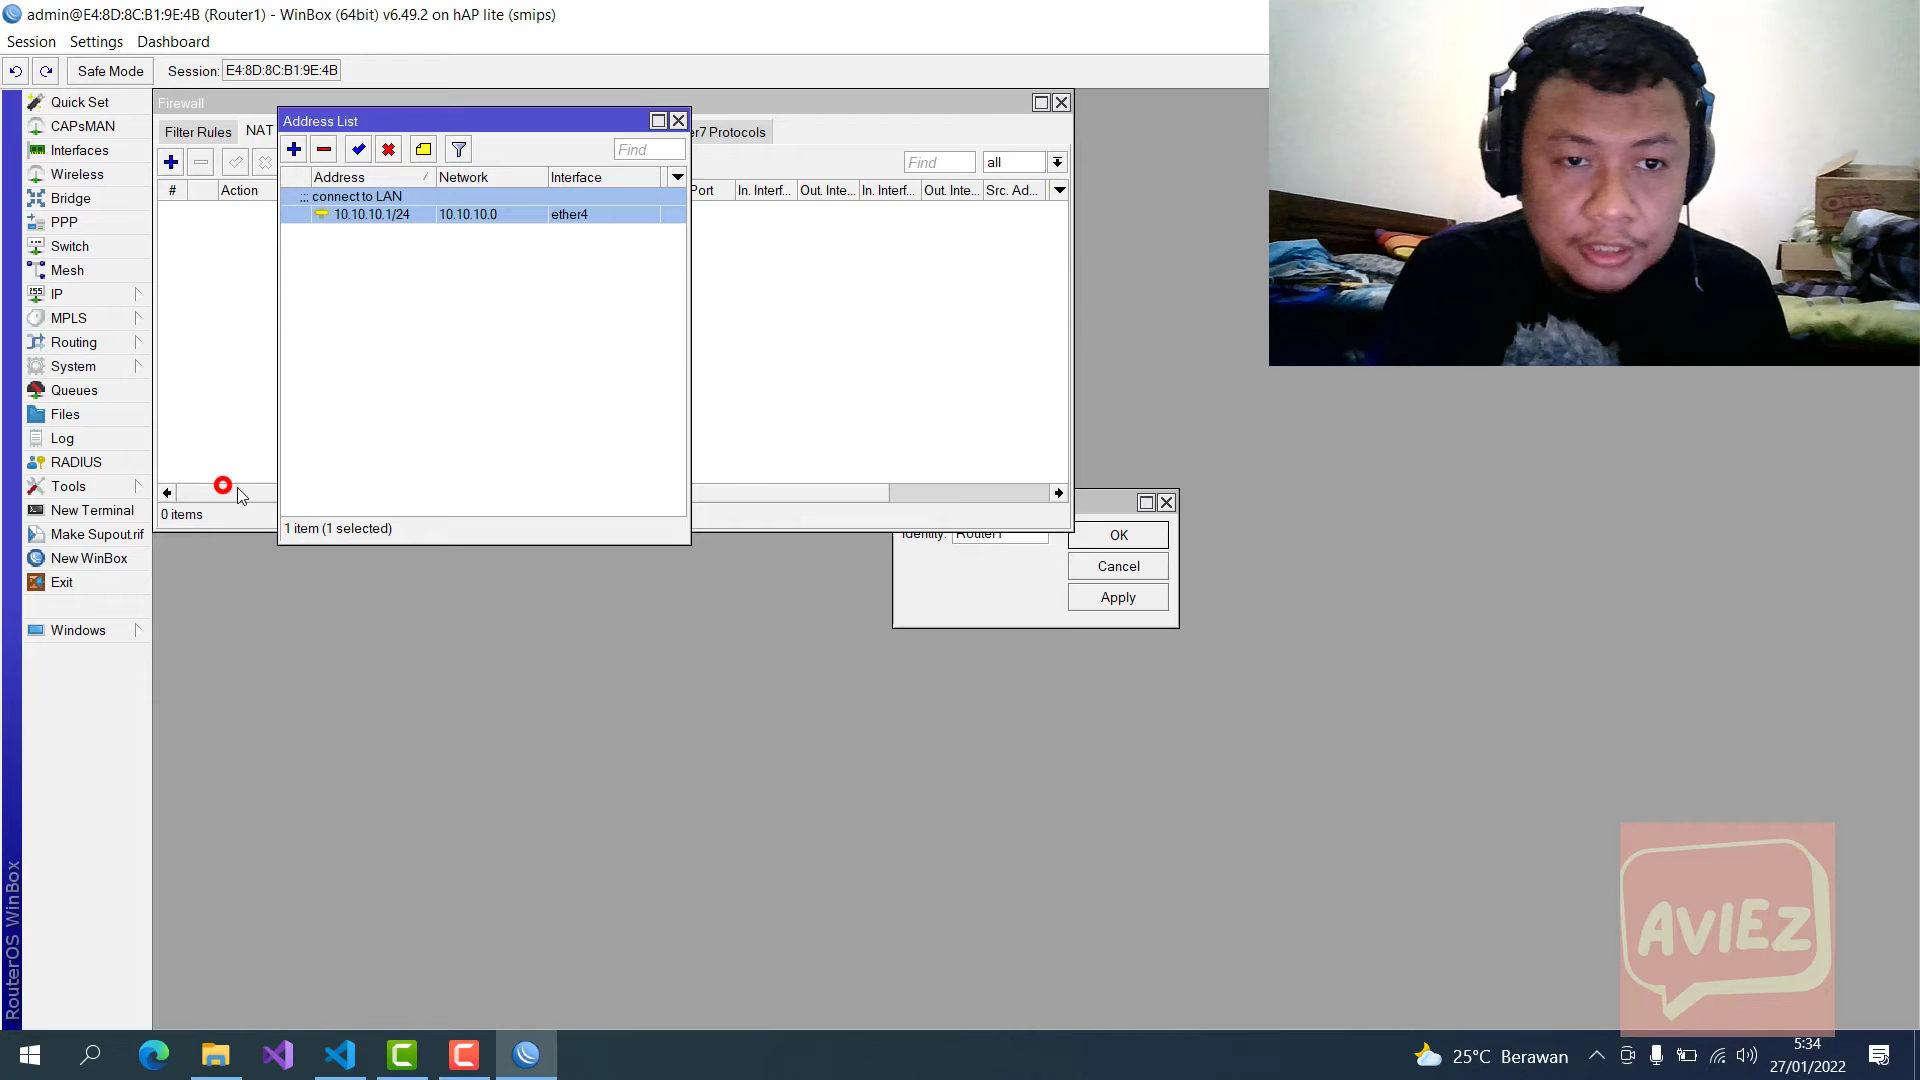 admin@E4:8D:8C:B1:9E:4B (Router1) - WinBox (64bit) v6.49.2 on hAP lite (smips)
Session Settings Dashboard
Safe Mode Session: E4:8D:8C:B1:9E:4B
Quick Set
CAPsMAN
Interfaces
Wireless
Bridge
PPP
Switch
Mesh
IP
MPLS
Routing
System
Queues
Files
Log
RADIUS
Tools
New Terminal
Make Supout.rif
New WinBox
Exit
Windows
RouterOS WinBox
Firewall
Filter Rules NAT er7 Protocols
Find all
# Action Port In. Interf... Out. Inte... In. Interf... Out. Inte... Src. Ad...
0 items
Address List
Find
Address Network Interface
;;; connect to LAN
10.10.10.1/24 10.10.10.0 ether4
1 item (1 selected)
Identity: Router1
OK
Cancel
Apply
AVIEZ
25°C Berawan
5:34
27/01/2022